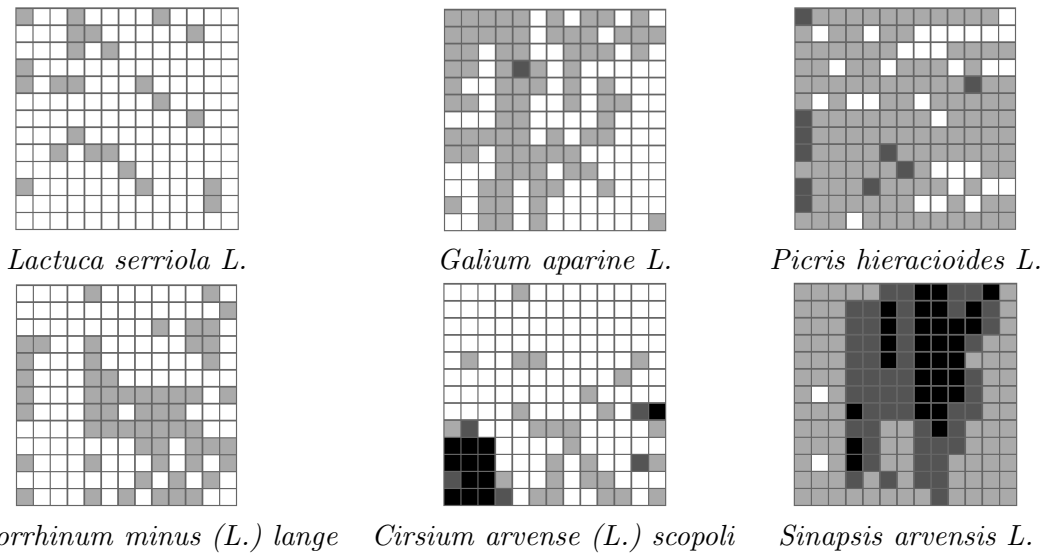 Lactuca serriola L. Galium aparine L. Picris hieracioides L.
orrhinum minus (L.) lange Cirsium arvense (L.) scopoli Sinapsis arvensis L.